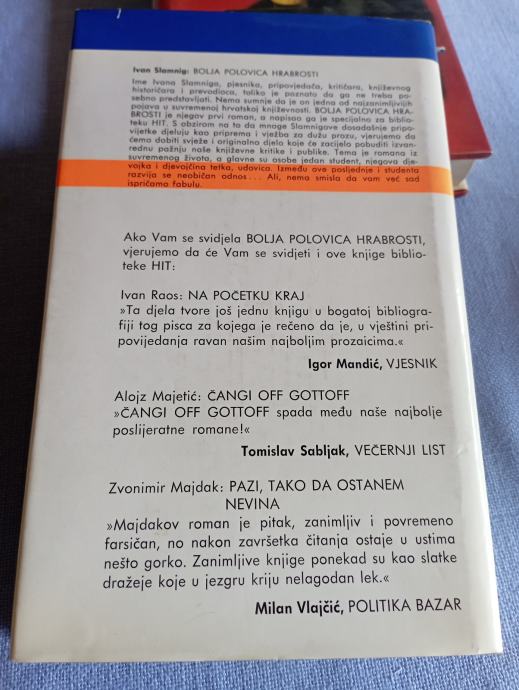 Ivan Slamnig: BOLJA POLOVICA HRABROSTI
Ime Ivana Slamniga, pjesnika, pripovjedača, kritičara, književnog
historičara i prevodioca, toliko je poznato da ga ne treba po-
sebno predstavljati. Nema sumnje da je on jedna od najzanimljivijih
pojava u suvremenoj hrvatskoj književnosti. BOLJA POLOVICA HRA-
BROSTI je njegov prvi roman, a napisao ga je specijalno za biblio-
teku HIT. S obzirom na to da mnoge Slamnigove dosadašnje pripo-
vijetke djeluju kao priprema i vježba za dužu prozu, vjerujemo da
ćemo dobiti svježe i originalno djelo koje će zacijelo pobuditi izvan-
rednu pažnju naše književne kritike i publike. Tema je romana iz
suvremenog života, a glavne su osobe jedan student, njegova dje-
vojka i djevojčina tetka, udovica. Između ove posljednje i studenta
razvija se neobičan odnos... Ali, nema smisla da vam već sad
ispričamo fabulu.
Ako Vam se svidjela BOLJA POLOVICA HRABROSTI,
vjerujemo da će Vam se svidjeti i ove knjige biblio-
teke HIT:
Ivan Raos: NA POČETKU KRAJ
»Ta djela tvore još jednu knjigu u bogatoj bibliogra-
fiji tog pisca za kojega je rečeno da je, u vještini pri-
povijedanja ravan našim najboljim prozaicima.«
Igor Mandić, VJESNIK
Alojz Majetić: ČANGI OFF GOTTOFF
»ČANGI OFF GOTTOFF spada među naše najbolje
poslijeratne romane!«
Tomislav Sabljak, VEČERNJI LIST
Zvonimir Majdak: PAZI, TAKO DA OSTANEM
NEVINA
»Majdakov roman je pitak, zanimljiv i povremeno
farsičan, no nakon završetka čitanja ostaje u ustima
nešto gorko. Zanimljive knjige ponekad su kao slatke
dražeje koje u jezgru kriju nelagodan lek.«
Milan Vlajčić, POLITIKA BAZAR